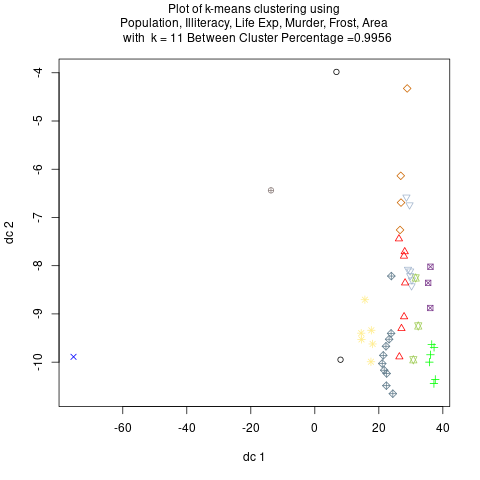 Plot of k-means clustering using
Population, Illiteracy, Life Exp, Murder, Frost, Area
with k = 11 Between Cluster Percentage =0.9956
-4
-5
-6
-7
-8
-9
-10
dc 2
-60
-40
-20
0
20
40
dc 1